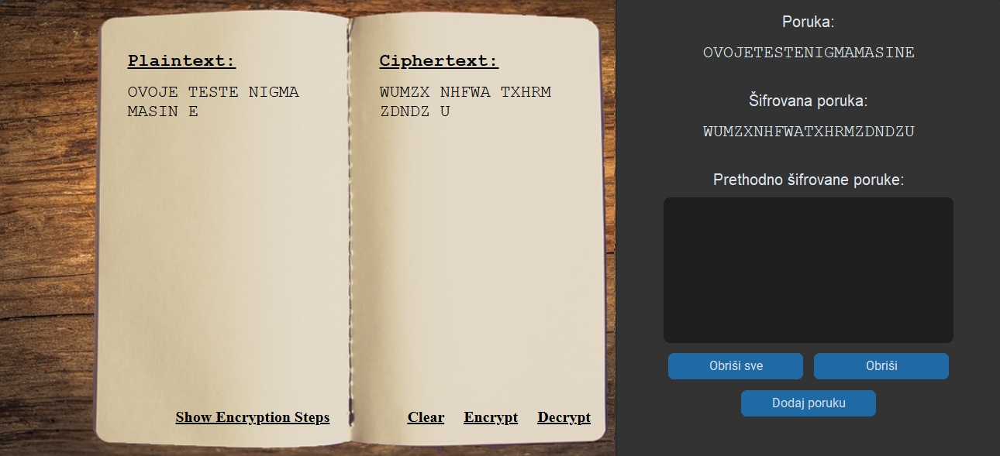 Plaintext:
OVOJE TESTE NIGMA
MASIN E
Show Encryption Steps
Ciphertext:
WUMZX NHFWA TXHRM
ZDNDZ U
Clear Encrypt Decrypt
Poruka:
OVOJETESTENIGMAMASINE
Šifrovana poruka:
WUMZXNHFWATXHRMZDNDZU
Prethodno šifrovane poruke:
Obriši sve Obriši
Dodaj poruku